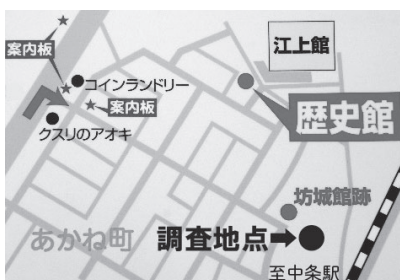 江上館
案内板
コインランドリー
案内板
歴史館
クスリのアオキ
坊城館跡
あかね町
調査地点
至中条駅